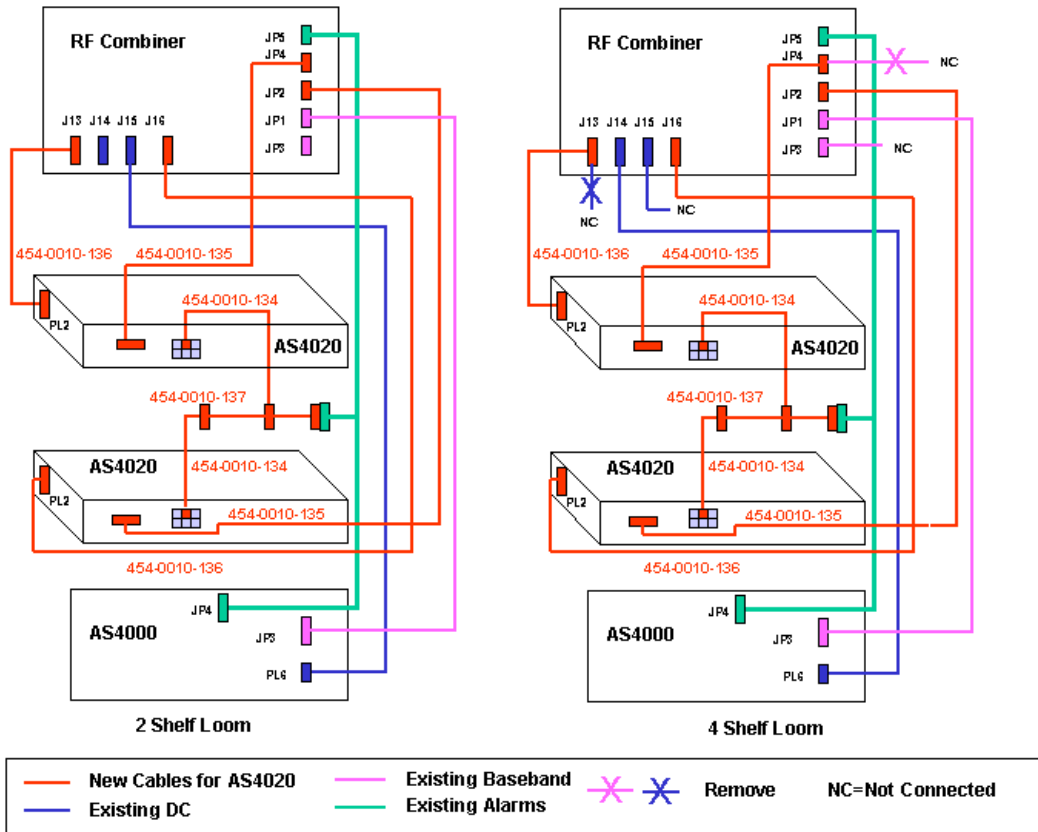 RF Combiner
JP5
JP4
JP2
JP1
JP3
J13 J14 J15 J16
454-0010-136 454-0010-135
454-0010-134
PL2
AS4020
454-0010-137
AS4020
454-0010-134
PL2
454-0010-135
454-0010-136
AS4000
JP4
JP3
PL6
2 Shelf Loom
RF Combiner
JP5
JP4
NC
JP2
JP1
JP3
NC
J13 J14 J15 J16
NC
NC
454-0010-136 454-0010-135
454-0010-134
PL2
AS4020
454-0010-137
AS4020
454-0010-134
PL2
454-0010-135
454-0010-136
AS4000
JP4
JP3
PL6
4 Shelf Loom
New Cables for AS4020
Existing DC
Existing Baseband
Existing Alarms
Remove
NC=Not Connected